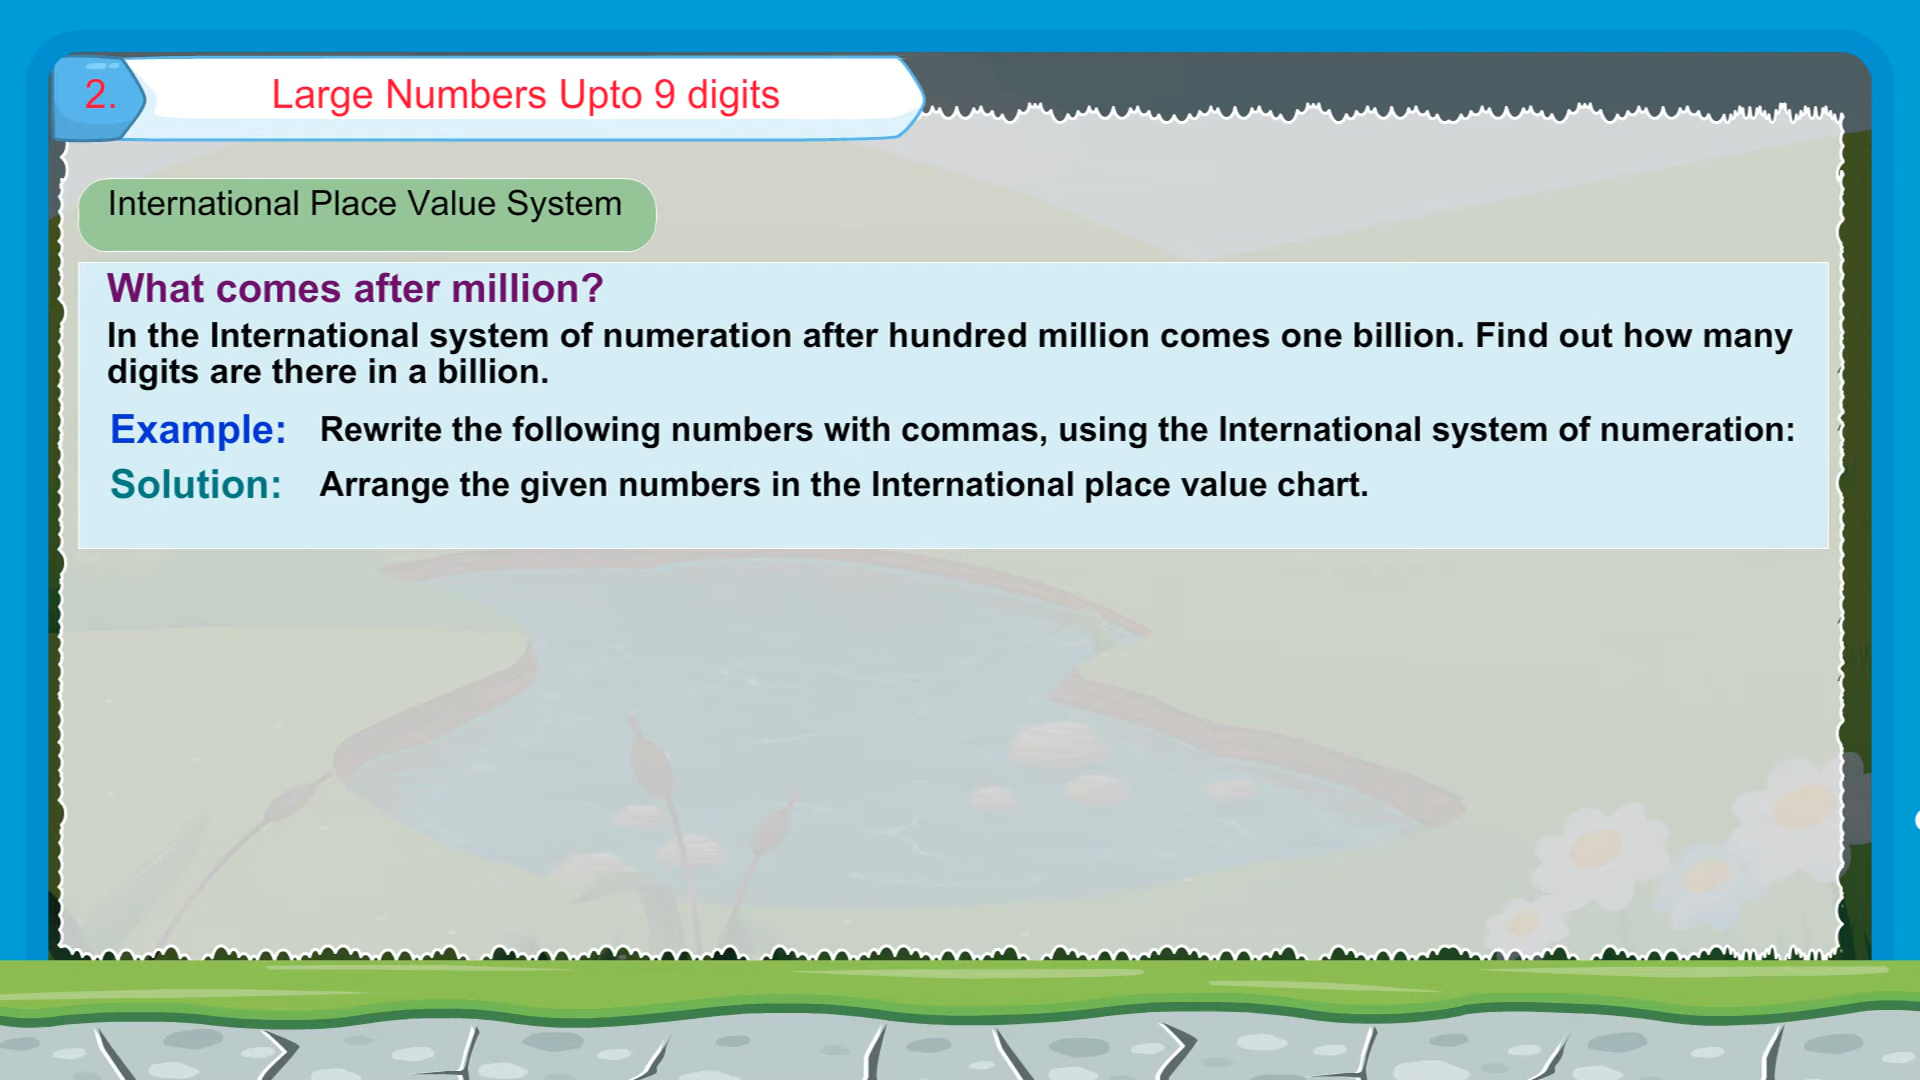 2. Large Numbers Upto 9 digits
International Place Value System
What comes after million?
In the International system of numeration after hundred million comes one billion. Find out how many
digits are there in a billion.
Example: Rewrite the following numbers with commas, using the International system of numeration:
Solution: Arrange the given numbers in the International place value chart.